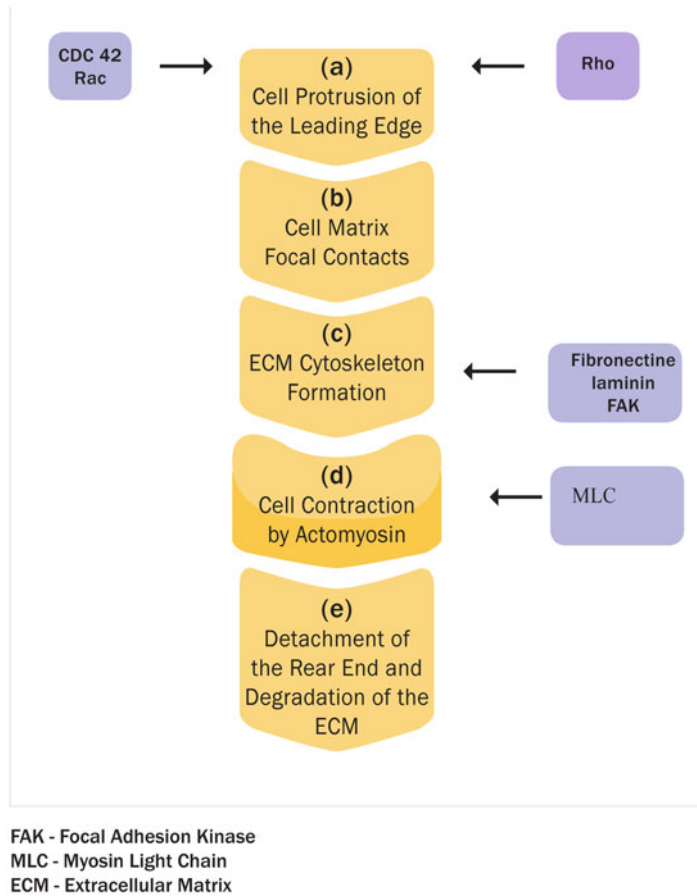 CDC 42
Rac
Rho
(a)
Cell Protrusion of
the Leading Edge
(b)
Cell Matrix
Focal Contacts
(c)
ECM Cytoskeleton
Formation
Fibronectine
laminin
FAK
(d)
Cell Contraction
by Actomyosin
MLC
(e)
Detachment of
the Rear End and
Degradation of the
ECM
FAK - Focal Adhesion Kinase
MLC - Myosin Light Chain
ECM - Extracellular Matrix